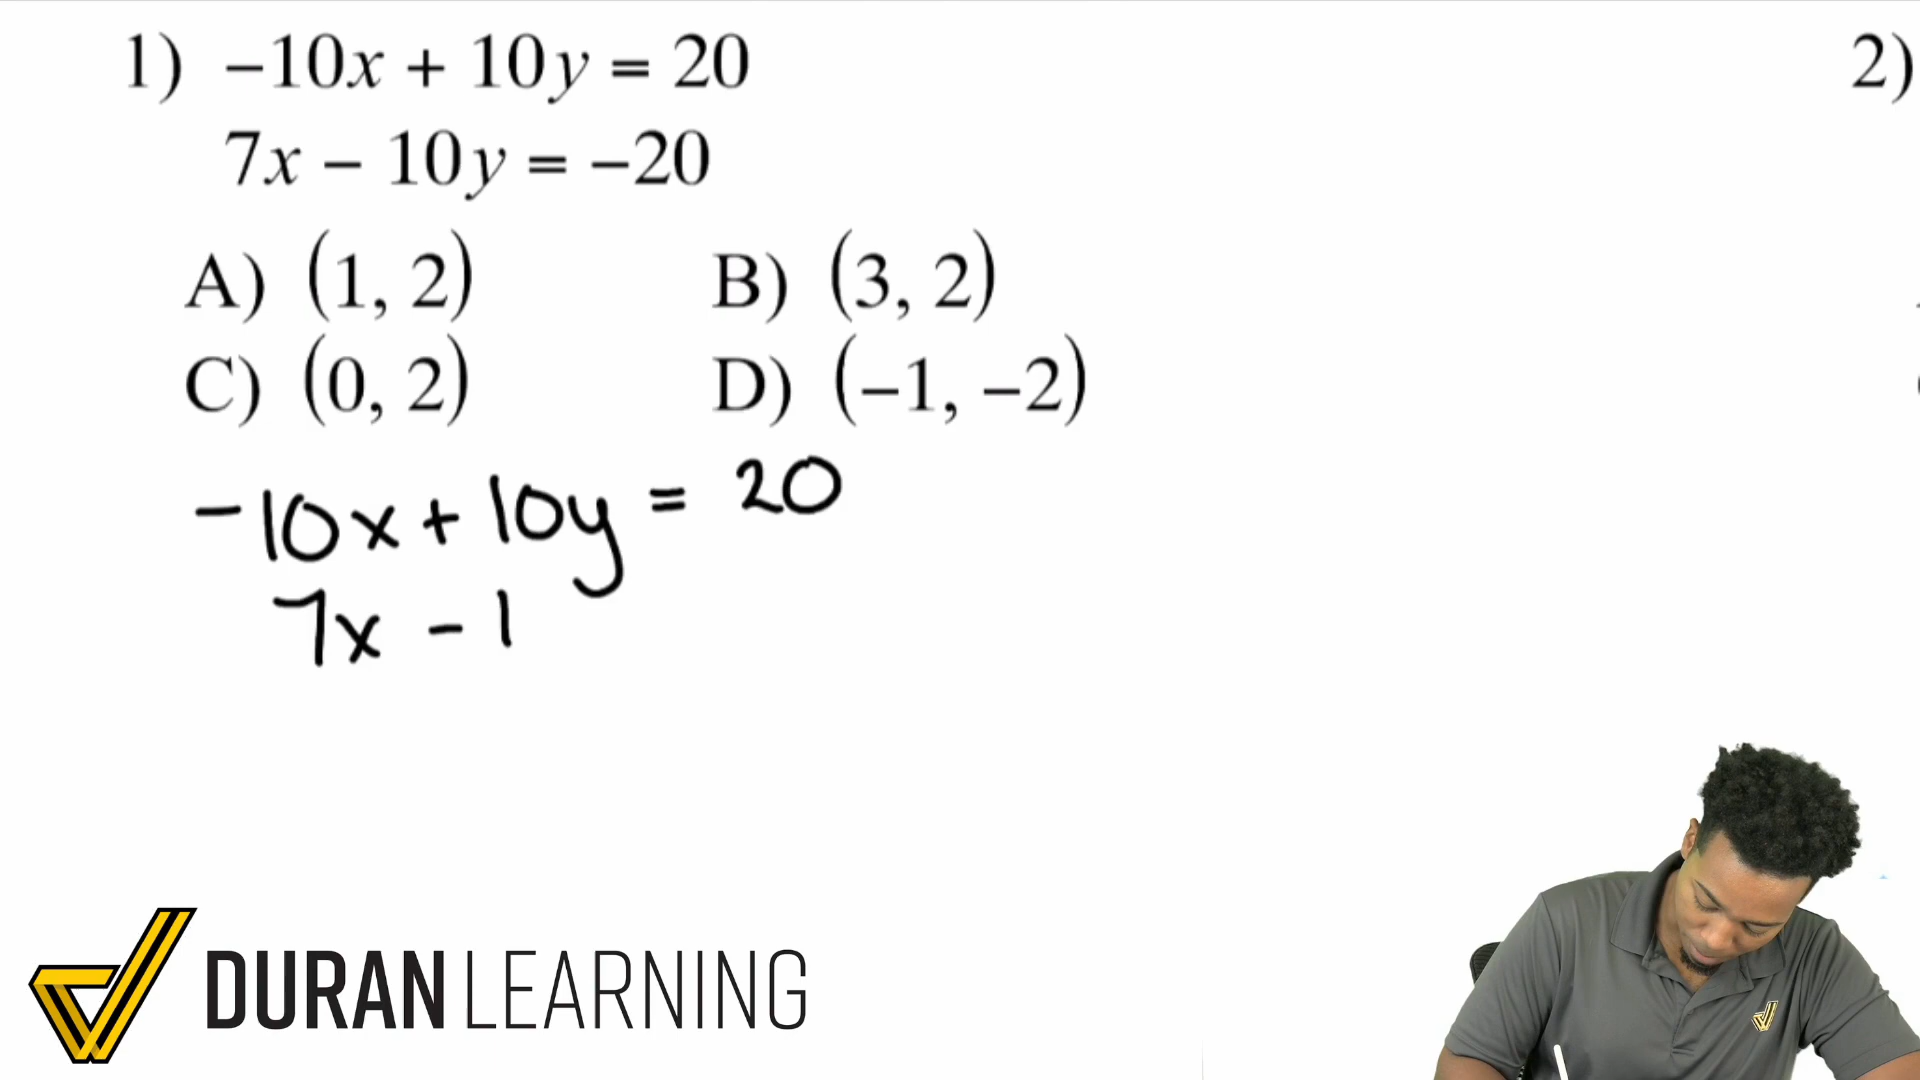 1) −10x + 10y = 20
7x − 10y = −20
A) (1, 2) B) (3, 2)
C) (0, 2) D) (−1, −2)
-10x + 10y = 20
7x - 1
DURAN LEARNING
2)